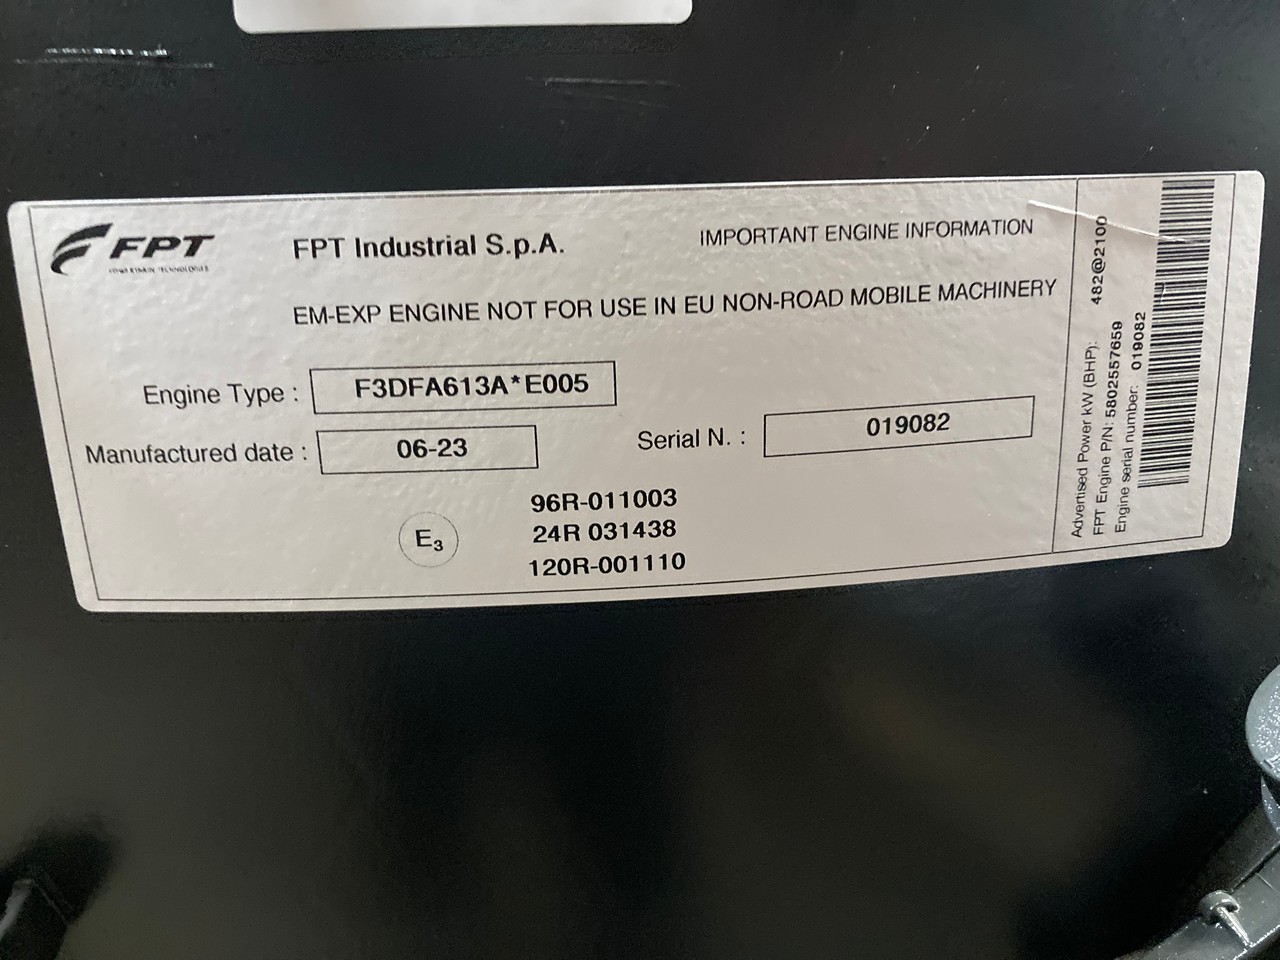 FPT
FPT Industrial S.p.A.
IMPORTANT ENGINE INFORMATION
EM-EXP ENGINE NOT FOR USE IN EU NON-ROAD MOBILE MACHINERY
Engine Type : F3DFA613A*E005
Manufactured date : 06-23
Serial N. : 019082
E3
96R-011003
24R 031438
120R-001110
Advertised Power kW (BHP): 482@2100
FPT Engine P/N: 5802557659
Engine serial number: 019082